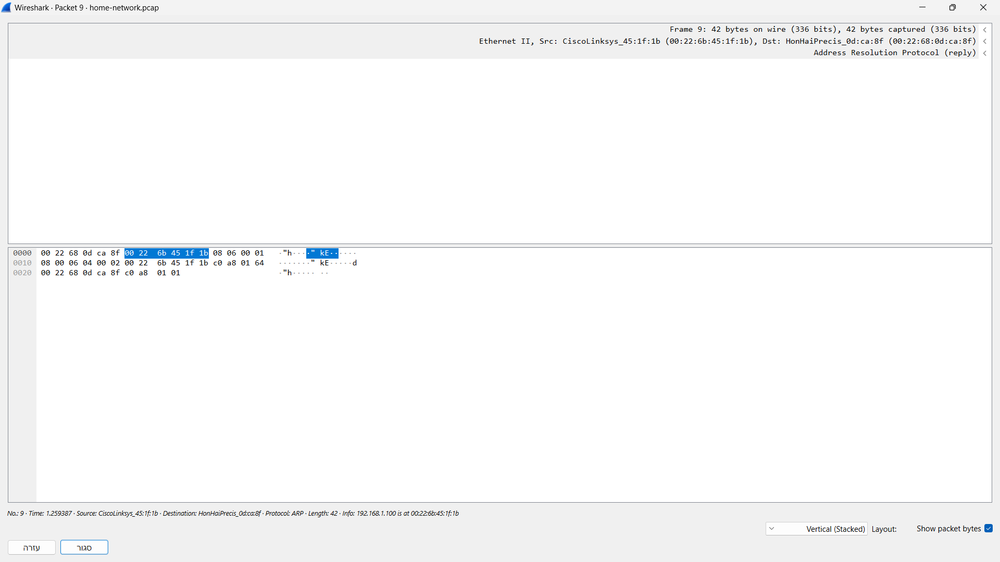 Wireshark · Packet 9 · home-network.pcap
Frame 9: 42 bytes on wire (336 bits), 42 bytes captured (336 bits)
Ethernet II, Src: CiscoLinksys_45:1f:1b (00:22:6b:45:1f:1b), Dst: HonHaiPrecis_0d:ca:8f (00:22:68:0d:ca:8f)
Address Resolution Protocol (reply)
0000 00 22 68 0d ca 8f 00 22 6b 45 1f 1b 08 06 00 01 ·"h····" kE······
0010 08 00 06 04 00 02 00 22 6b 45 1f 1b c0 a8 01 64 ·······" kE·····d
0020 00 22 68 0d ca 8f c0 a8 01 01 ·"h····· ··
No.: 9 · Time: 1.259387 · Source: CiscoLinksys_45:1f:1b · Destination: HonHaiPrecis_0d:ca:8f · Protocol: ARP · Length: 42 · Info: 192.168.1.100 is at 00:22:6b:45:1f:1b
Vertical (Stacked) Layout: Show packet bytes
עזרה סגור